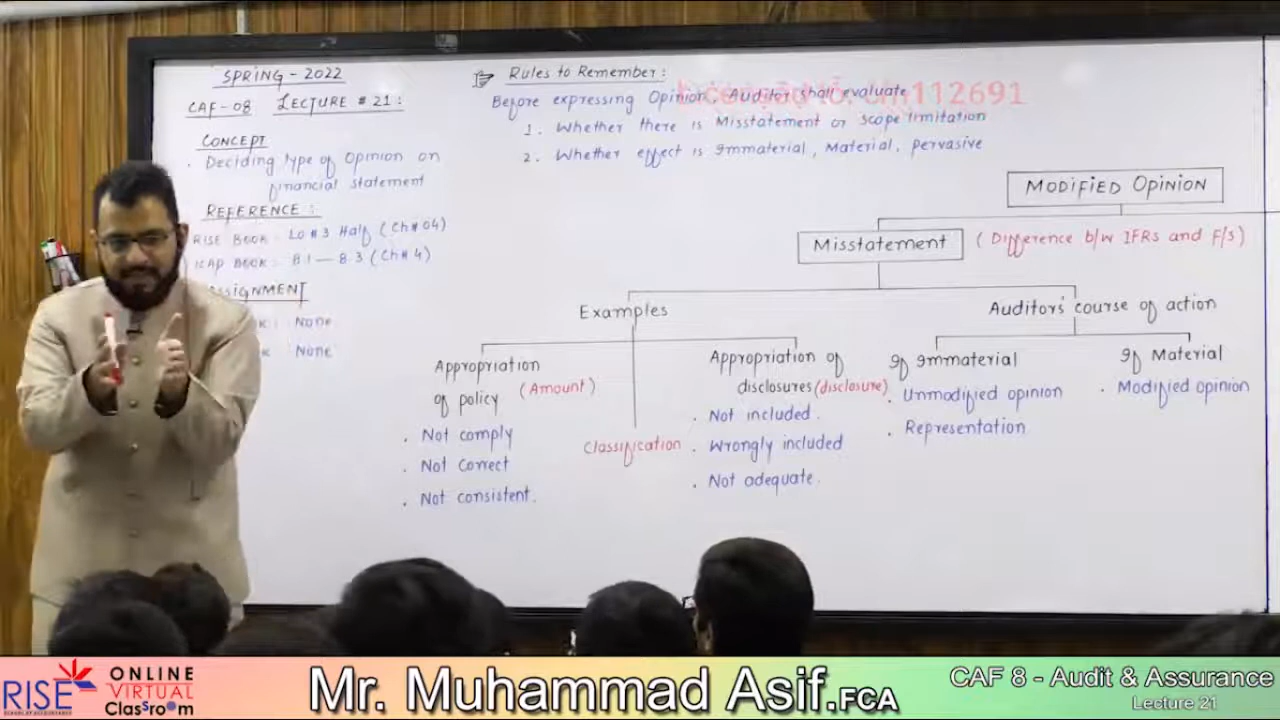 SPRING - 2022
CAF-08 LECTURE # 21:
CONCEPT
. Deciding type of Opinion on
financial statement
REFERENCE:
RISE BOOK: LO # 3 Half (Ch # 04)
ICAP BOOK: 8.1 — 8.3 (Ch # 4)
ASSIGNMENT
None
None
Rules to Remember:
Before expressing Opinion, Auditor shall evaluate
1. Whether there is Misstatement or scope limitation
2. Whether effect is Immaterial, Material, pervasive
112691
MODIFIED OPINION
Misstatement (Difference b/w IFRs and F/s)
Examples
Auditor's course of action
Appropriation
of policy (Amount)
. Not comply
. Not Correct
. Not consistent.
Classification
Appropriation of
disclosures (disclosure)
. Not included.
. Wrongly included
. Not adequate.
If Immaterial
. Unmodified opinion
. Representation
If Material
. Modified opinion
RISE
ONLINE
VIRTUAL
Classroom
Mr. Muhammad Asif.FCA
CAF 8 - Audit & Assurance
Lecture 21